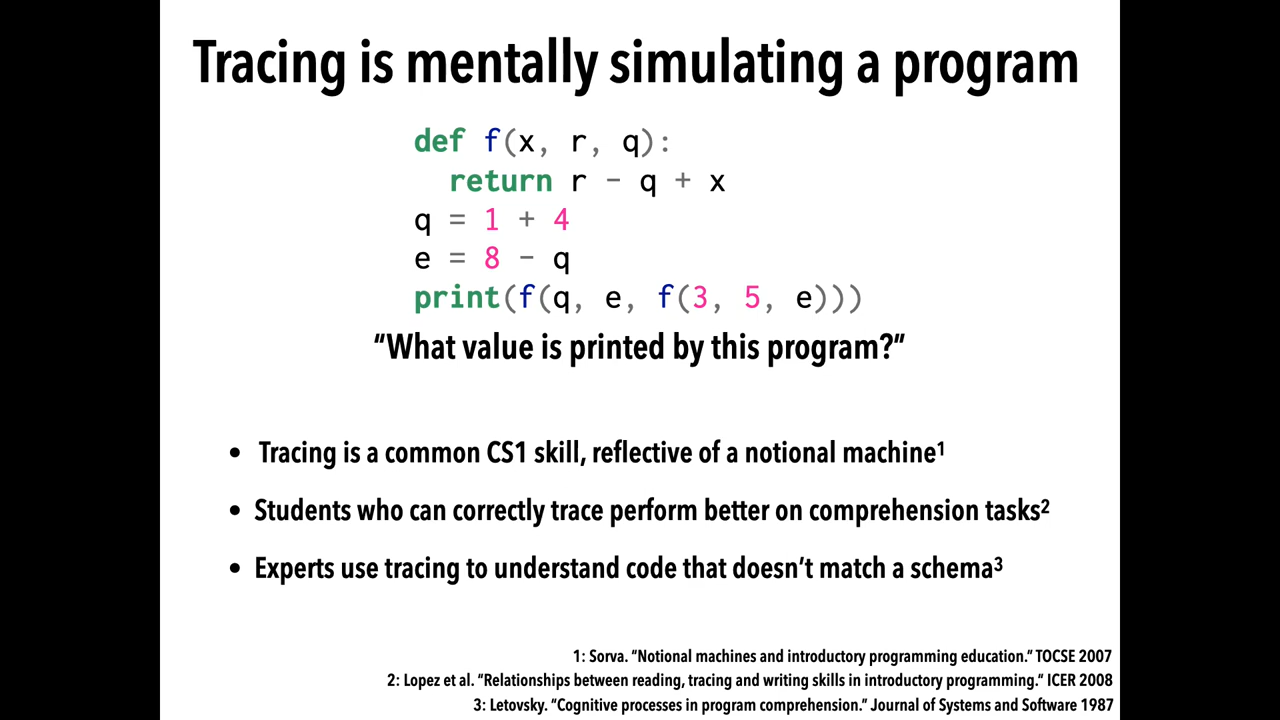 Tracing is mentally simulating a program
def f(x, r, q):
  return r - q + x
q = 1 + 4
e = 8 - q
print(f(q, e, f(3, 5, e)))
“What value is printed by this program?”
• Tracing is a common CS1 skill, reflective of a notional machine¹
• Students who can correctly trace perform better on comprehension tasks²
• Experts use tracing to understand code that doesn’t match a schema³
1: Sorva. “Notional machines and introductory programming education.” TOCSE 2007
2: Lopez et al. “Relationships between reading, tracing and writing skills in introductory programming.” ICER 2008
3: Letovsky. “Cognitive processes in program comprehension.” Journal of Systems and Software 1987